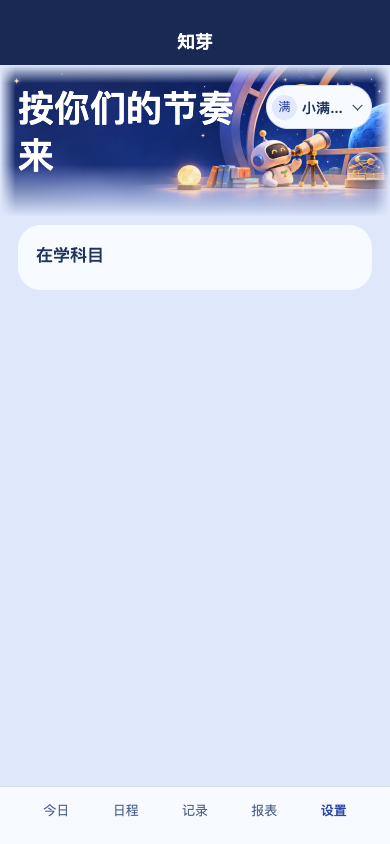 知芽
按你们的节奏
来
满 小满...
在学科目
今日 日程 记录 报表 设置